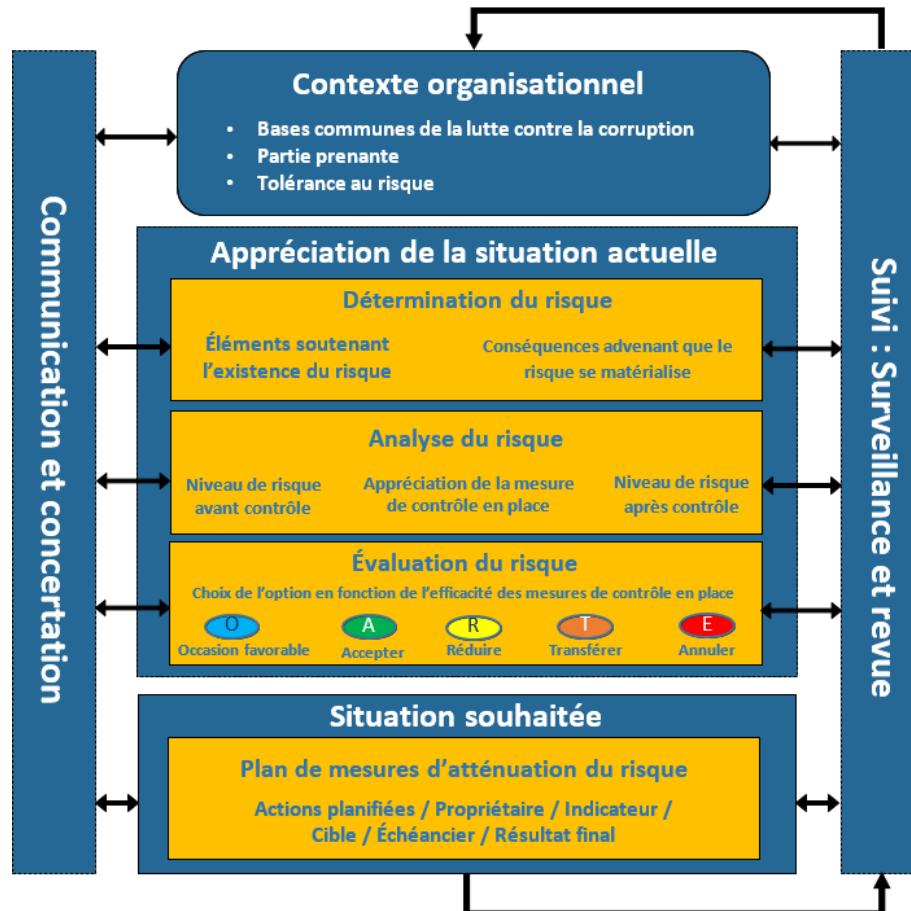 Communication et concertation
Contexte organisationnel
• Bases communes de la lutte contre la corruption
• Partie prenante
• Tolérance au risque
Appréciation de la situation actuelle
Détermination du risque
Éléments soutenant
l'existence du risque
Conséquences advenant que le
risque se matérialise
Analyse du risque
Niveau de risque
avant contrôle
Appréciation de la mesure
de contrôle en place
Niveau de risque
après contrôle
Évaluation du risque
Choix de l'option en fonction de l'efficacité des mesures de contrôle en place
O
Occasion favorable
A
Accepter
R
Réduire
T
Transférer
E
Annuler
Situation souhaitée
Plan de mesures d'atténuation du risque
Actions planifiées / Propriétaire / Indicateur /
Cible / Échéancier / Résultat final
Suivi : Surveillance et revue